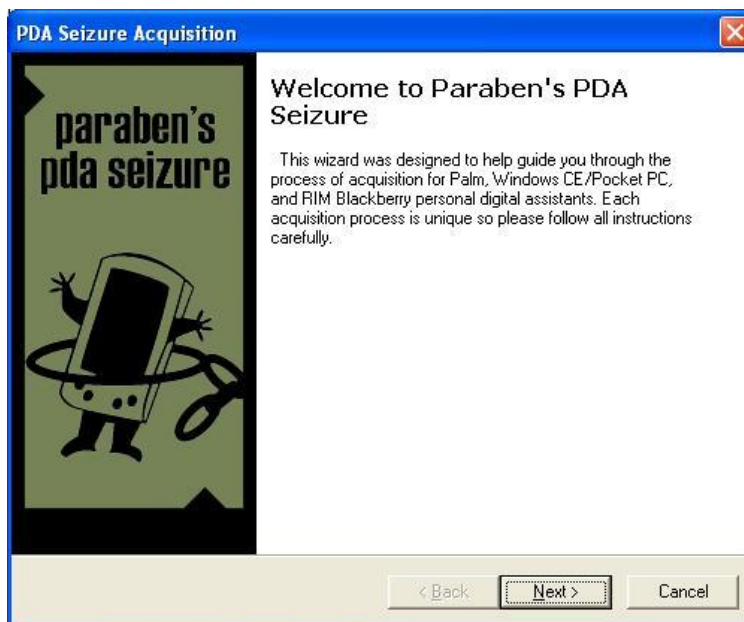 PDA Seizure Acquisition
paraben's
pda seizure
Welcome to Paraben's PDA
Seizure
This wizard was designed to help guide you through the
process of acquisition for Palm, Windows CE/Pocket PC,
and RIM Blackberry personal digital assistants. Each
acquisition process is unique so please follow all instructions
carefully.
< Back
Next >
Cancel